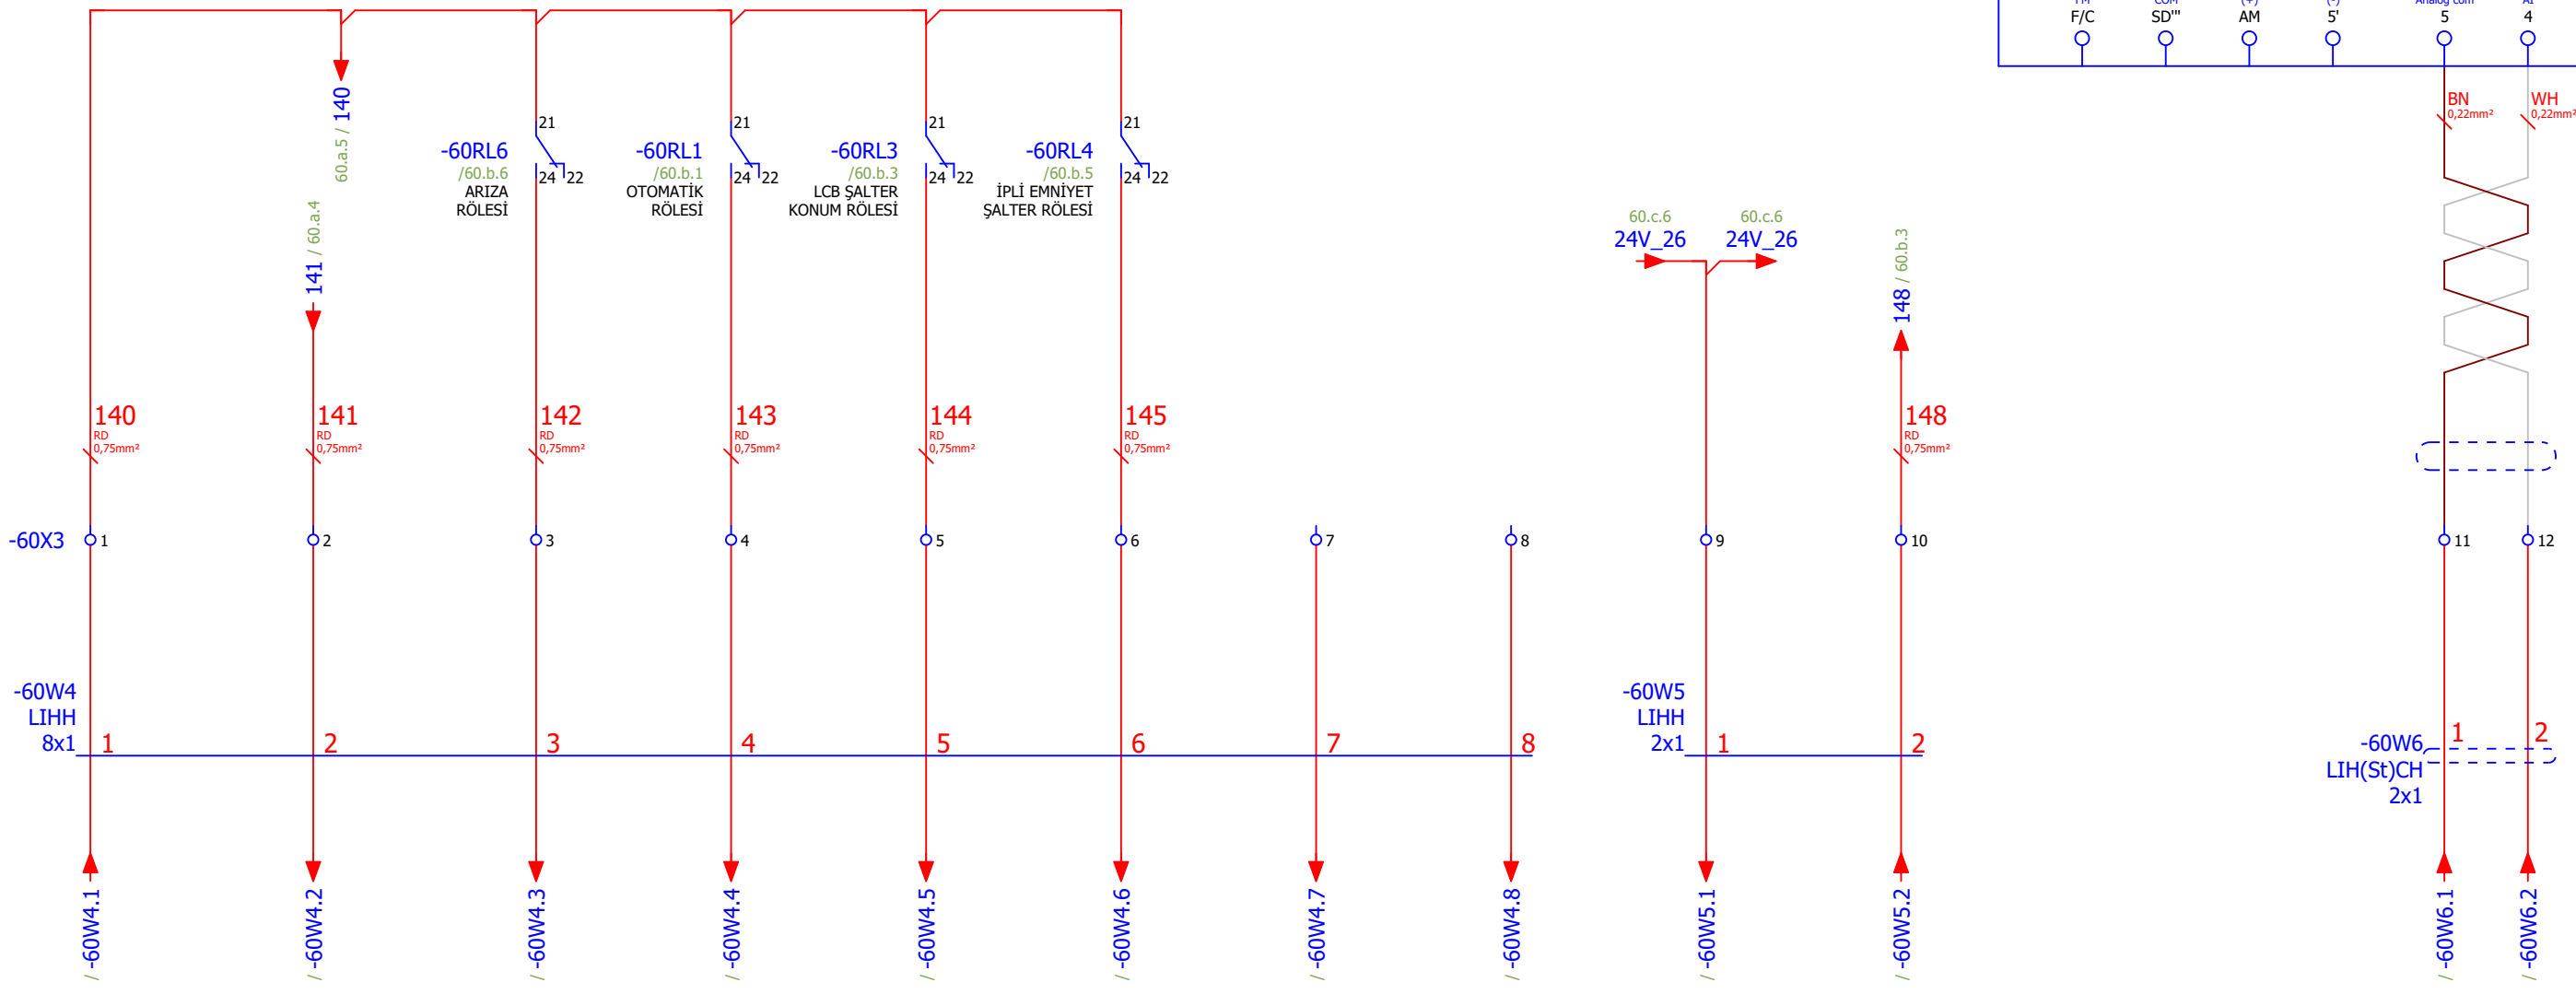 FM COM (+) (-) Analog com AI
F/C SD''' AM 5' 5 4
BN
0,22mm²
WH
0,22mm²
60.a.5 / 140
141 / 60.a.4
21
-60RL6
/60.b.6
24 22
ARIZA
RÖLESİ
21
-60RL1
/60.b.1
24 22
OTOMATİK
RÖLESİ
21
-60RL3
/60.b.3
24 22
LCB ŞALTER
KONUM RÖLESİ
21
-60RL4
/60.b.5
24 22
İPLİ EMNİYET
ŞALTER RÖLESİ
60.c.6 60.c.6
24V_26 24V_26
148 / 60.b.3
140
RD
0,75mm²
141
RD
0,75mm²
142
RD
0,75mm²
143
RD
0,75mm²
144
RD
0,75mm²
145
RD
0,75mm²
148
RD
0,75mm²
-60X3 1 2 3 4 5 6 7 8 9 10 11 12
-60W4
LIHH
8x1 1 2 3 4 5 6 7 8
-60W5
LIHH
2x1 1 2
-60W6 1 2
LIH(St)CH
2x1
/ -60W4.1
/ -60W4.2
/ -60W4.3
/ -60W4.4
/ -60W4.5
/ -60W4.6
/ -60W4.7
/ -60W4.8
/ -60W5.1
/ -60W5.2
/ -60W6.1
/ -60W6.2